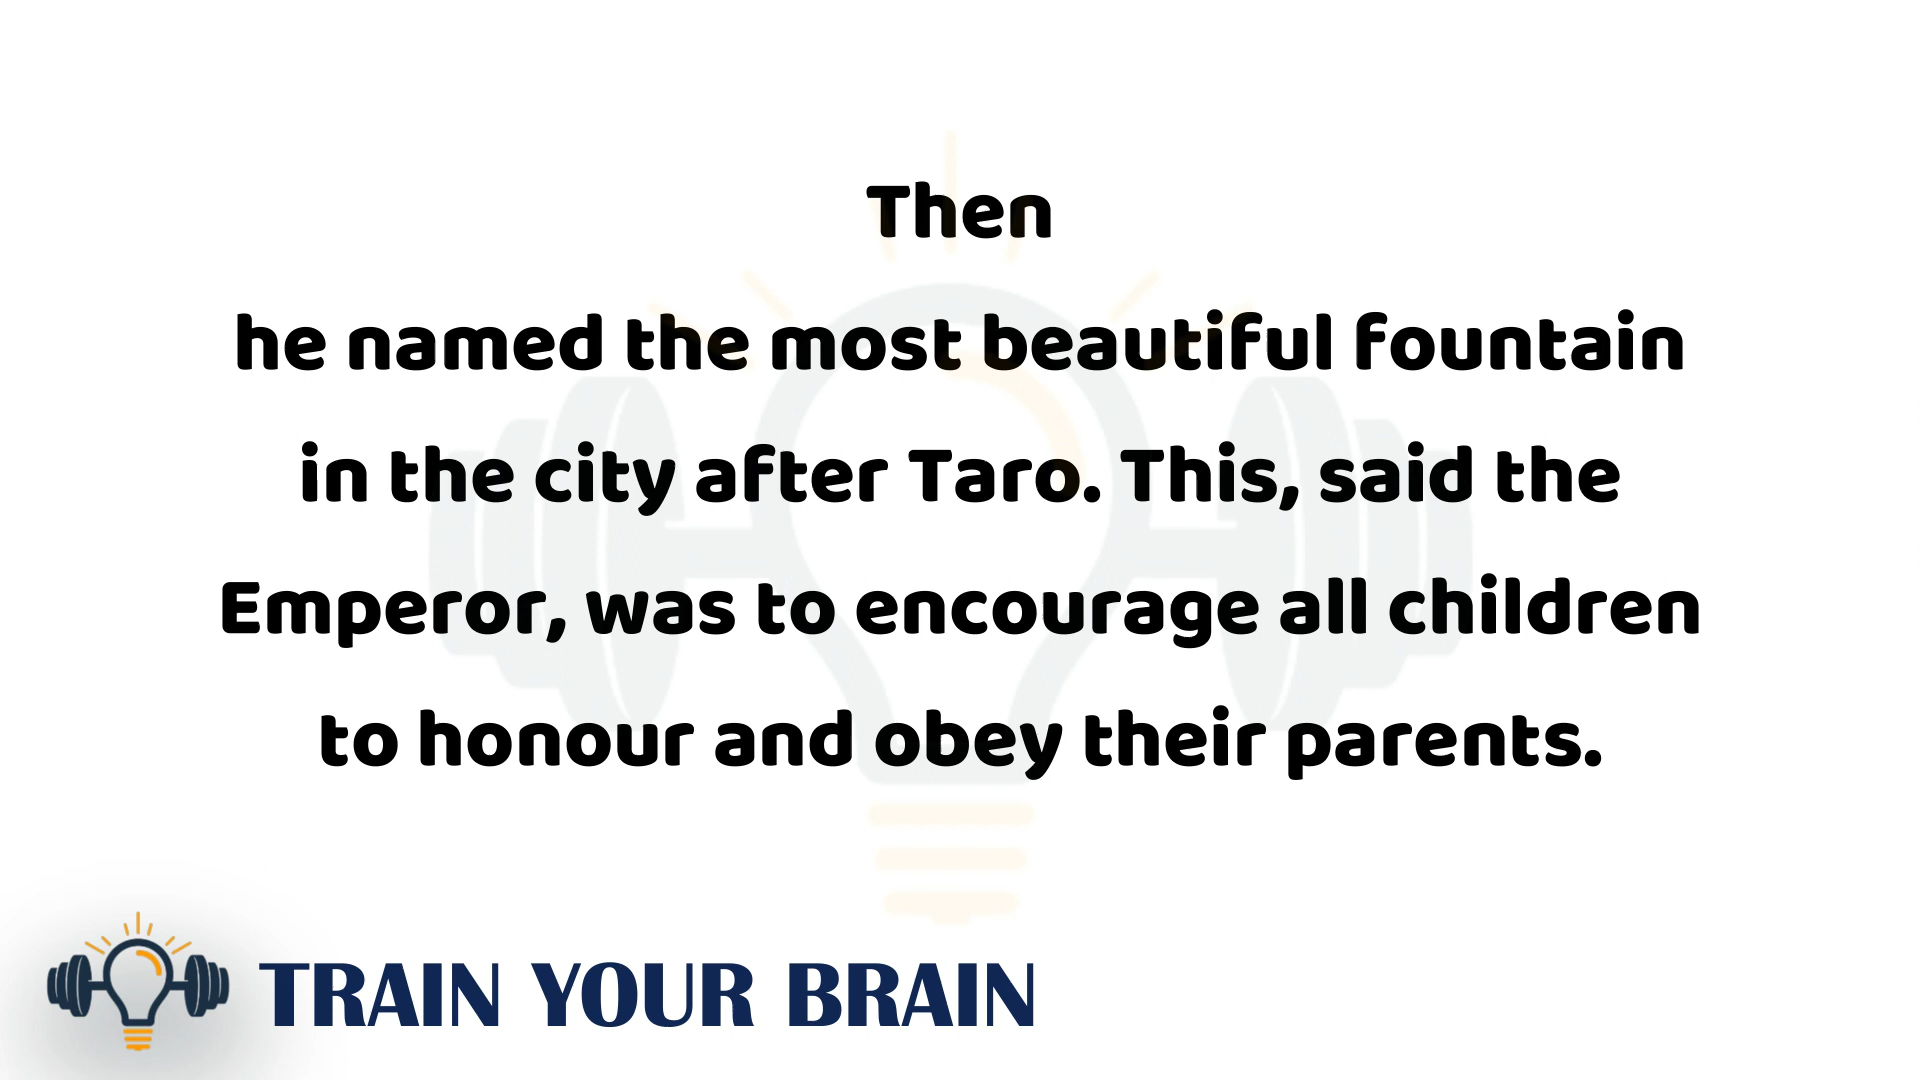 Then
he named the most beautiful fountain
in the city after Taro. This, said the
Emperor, was to encourage all children
to honour and obey their parents.
TRAIN YOUR BRAIN